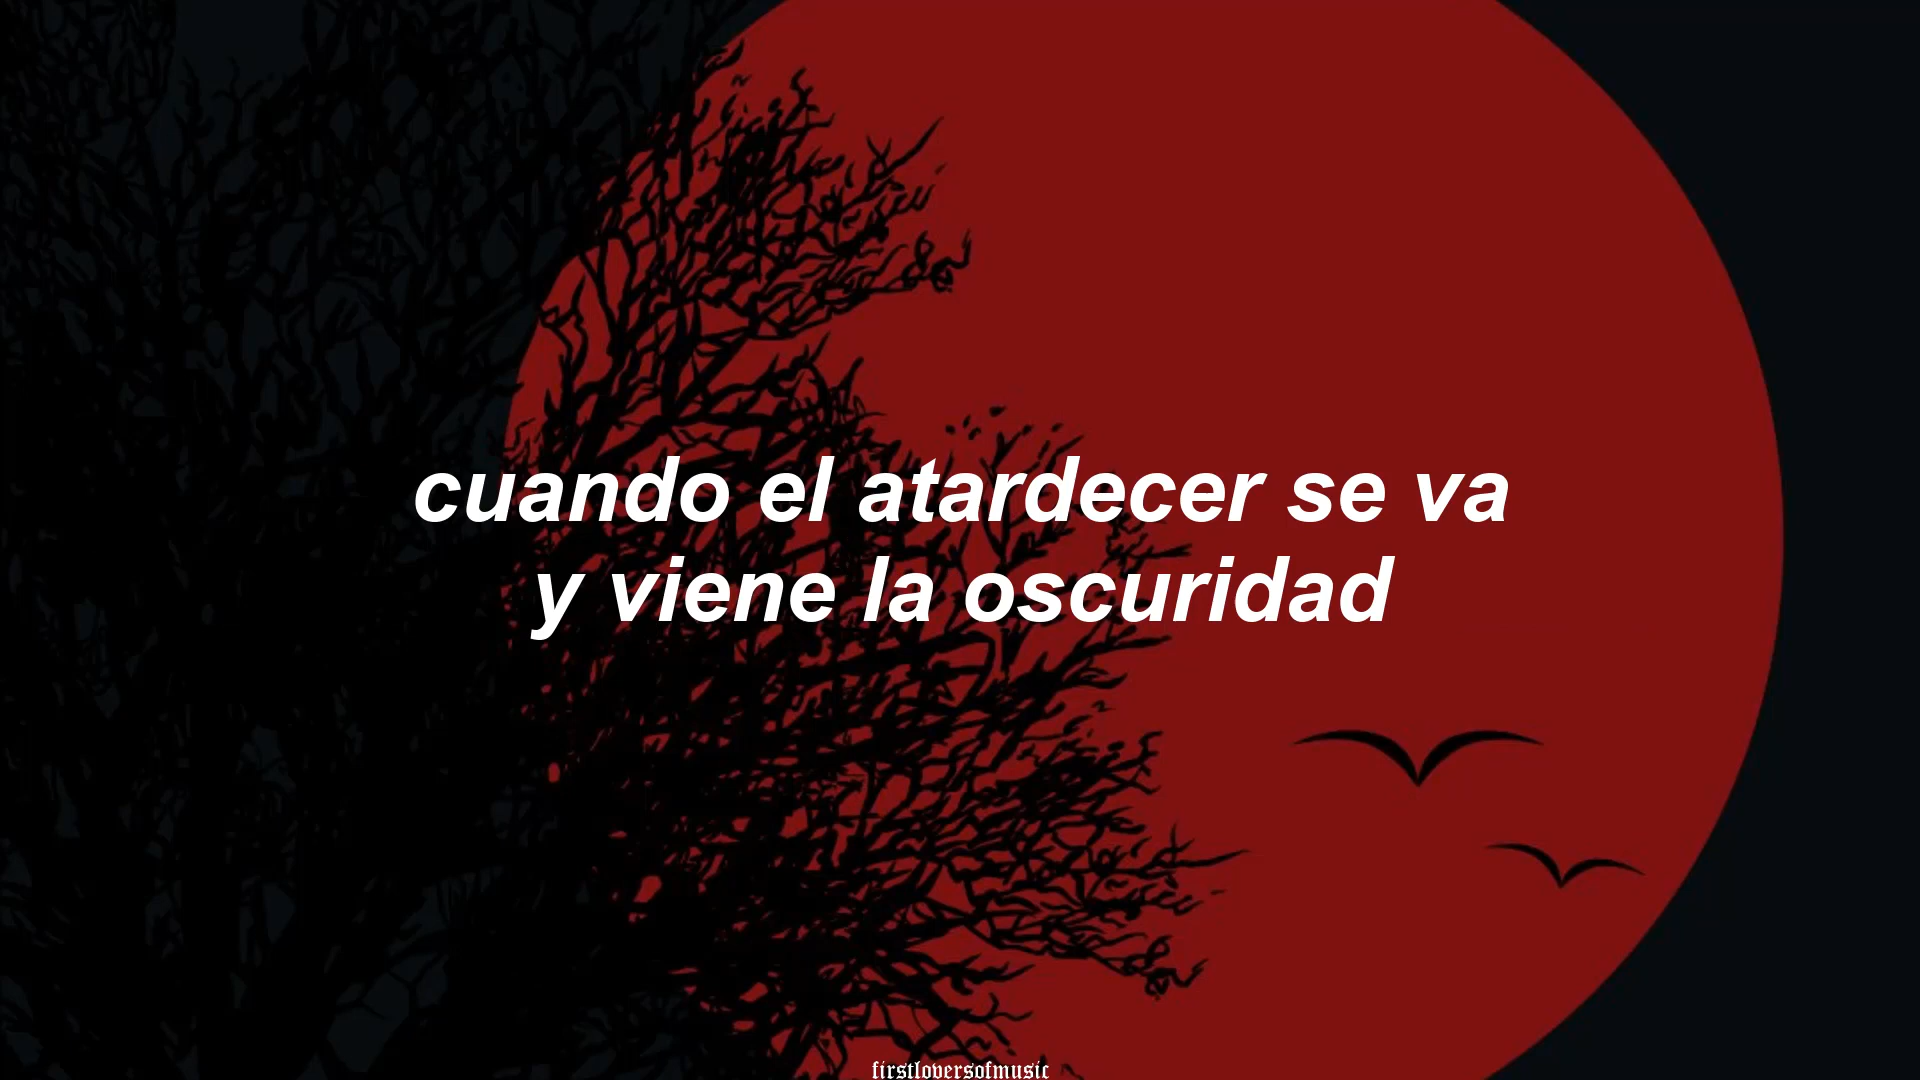 cuando el atardecer se va
y viene la oscuridad
firstloversofmusic